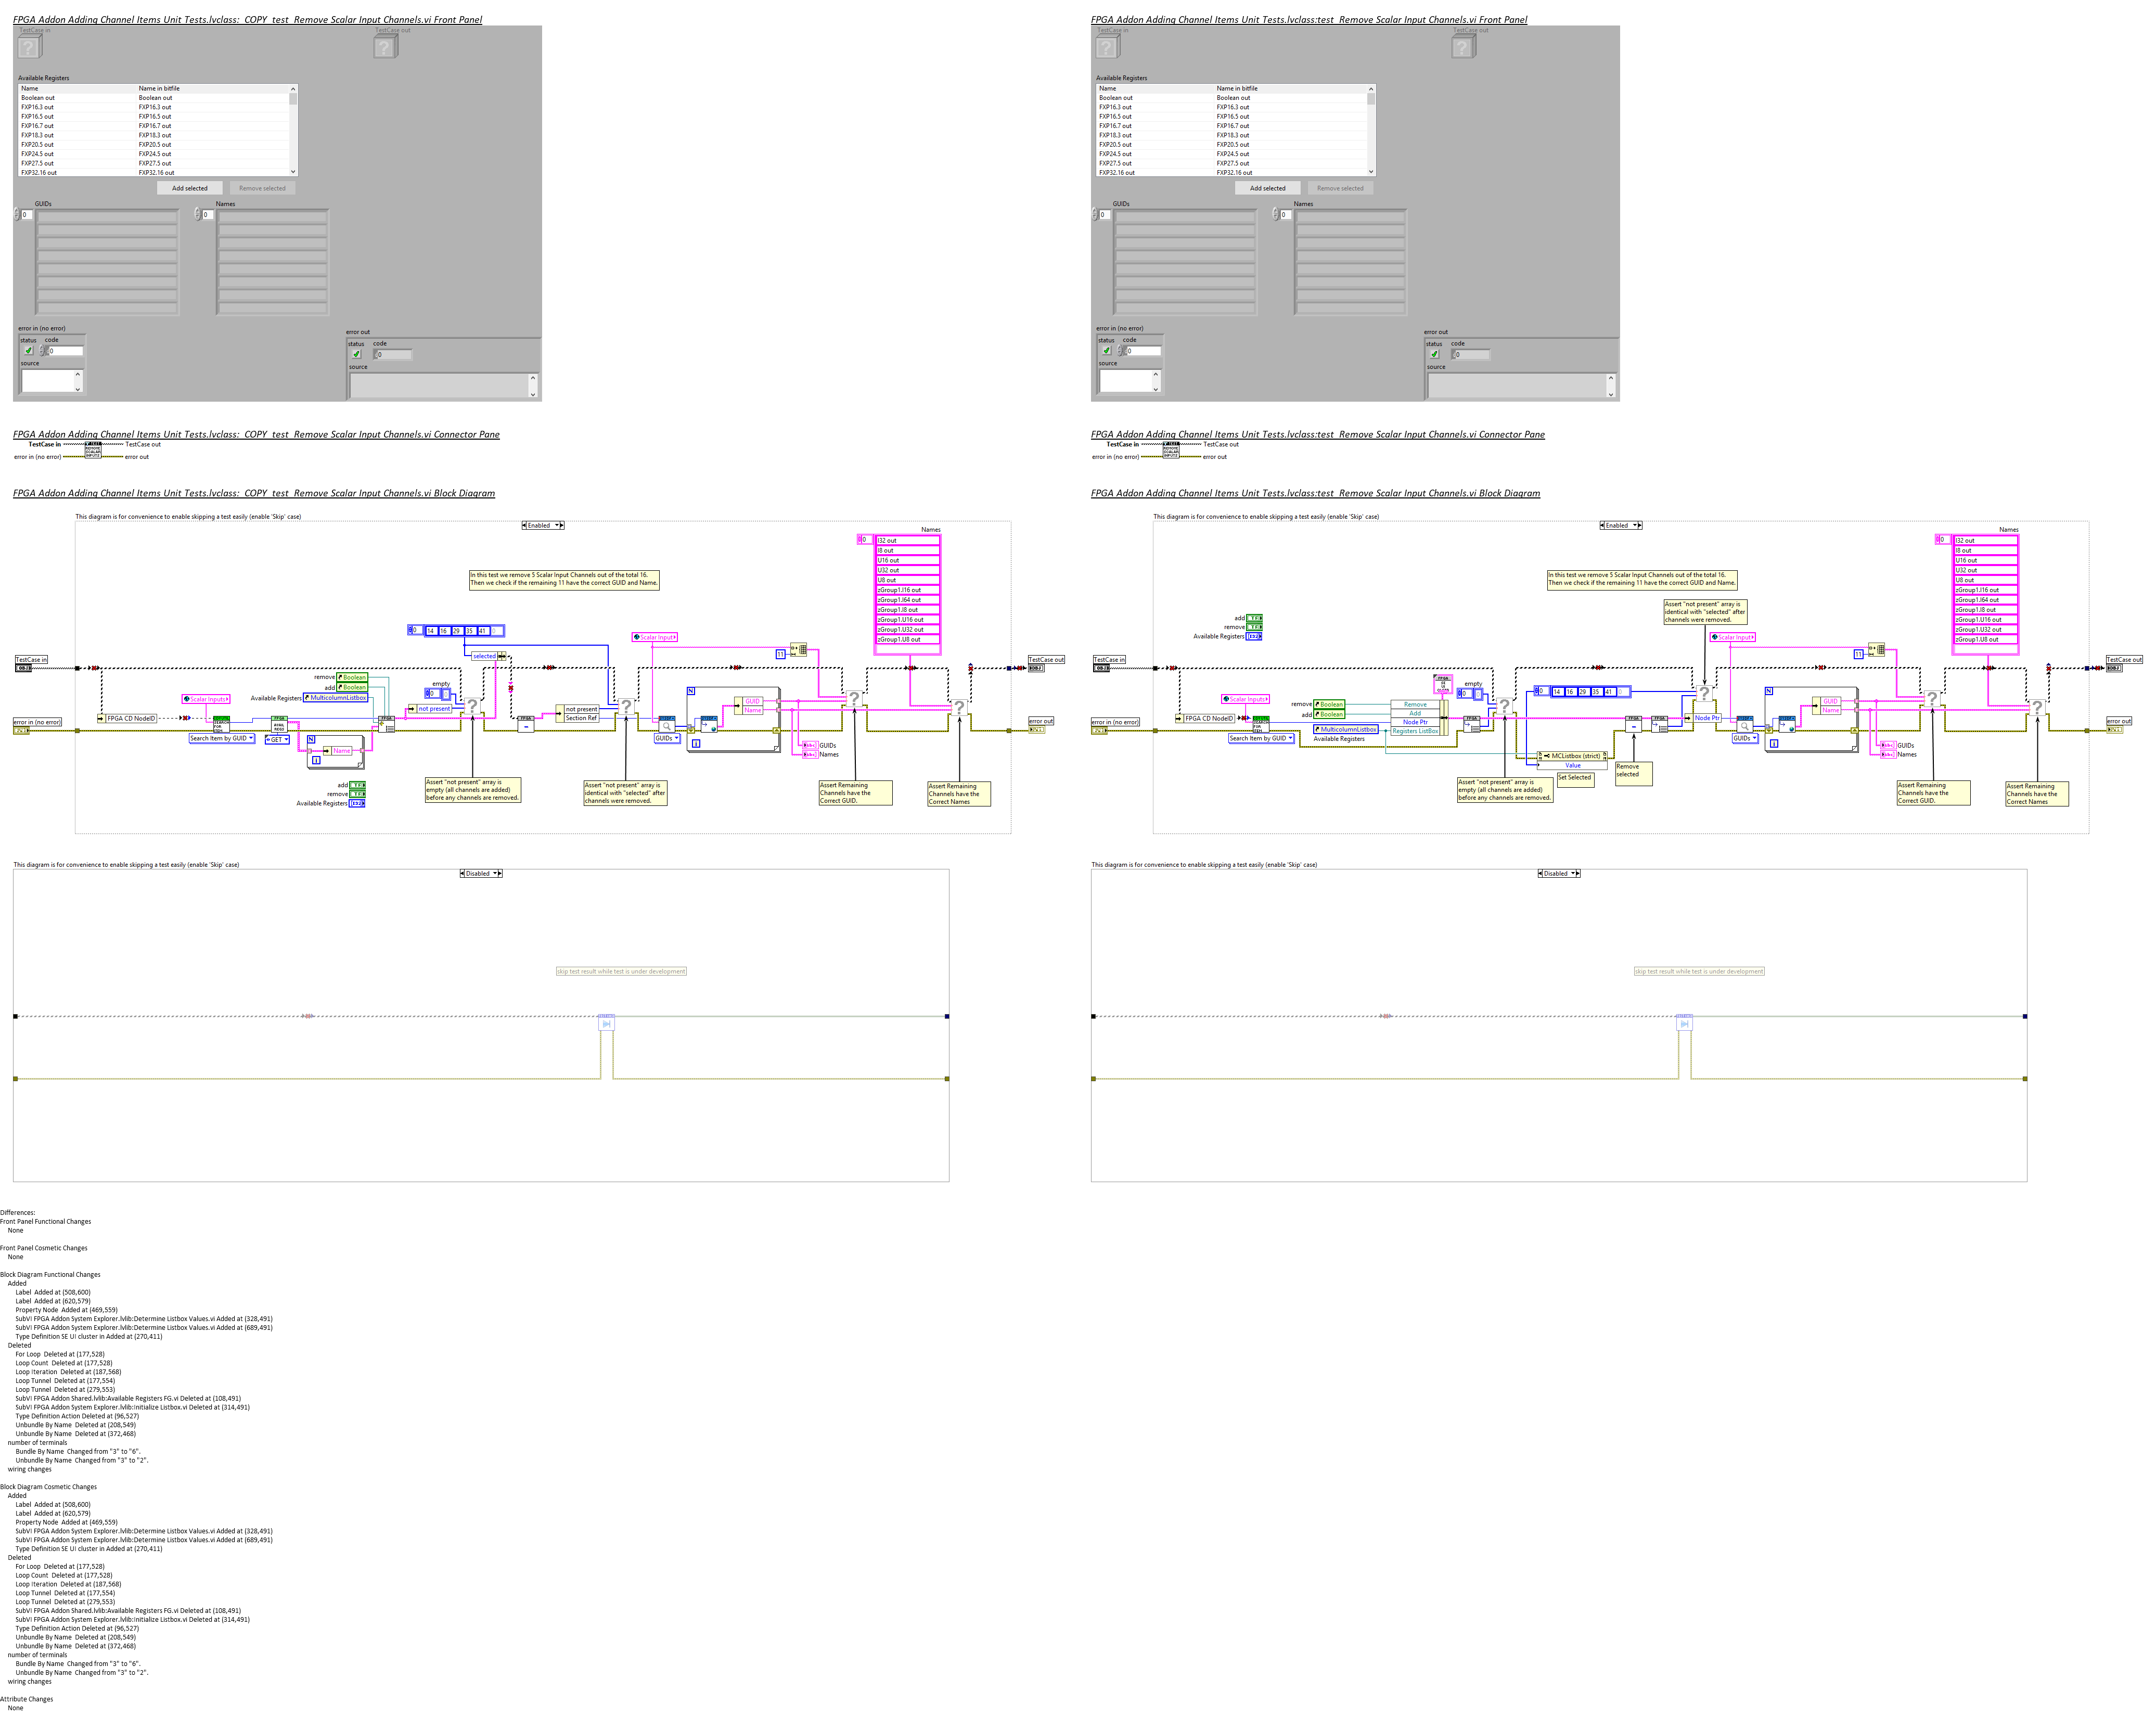 FPGA Addon Adding Channel Items Unit Tests.lvclass:_COPY_test_Remove Scalar Input Channels.vi Front Panel
TestCase in
TestCase out
Available Registers
Name Name in bitfile
Boolean out Boolean out
FXP16.3 out FXP16.3 out
FXP16.5 out FXP16.5 out
FXP16.7 out FXP16.7 out
FXP18.3 out FXP18.3 out
FXP20.5 out FXP20.5 out
FXP24.5 out FXP24.5 out
FXP27.5 out FXP27.5 out
FXP32.16 out FXP32.16 out
Add selected Remove selected
GUIDs Names
0 0
error in (no error)
status code
0
source
error out
status code
0
source
FPGA Addon Adding Channel Items Unit Tests.lvclass:test_Remove Scalar Input Channels.vi Front Panel
TestCase in
TestCase out
Available Registers
Name Name in bitfile
Boolean out Boolean out
FXP16.3 out FXP16.3 out
FXP16.5 out FXP16.5 out
FXP16.7 out FXP16.7 out
FXP18.3 out FXP18.3 out
FXP20.5 out FXP20.5 out
FXP24.5 out FXP24.5 out
FXP27.5 out FXP27.5 out
FXP32.16 out FXP32.16 out
Add selected Remove selected
GUIDs Names
0 0
error in (no error)
status code
0
source
error out
status code
0
source
FPGA Addon Adding Channel Items Unit Tests.lvclass:_COPY_test_Remove Scalar Input Channels.vi Connector Pane
TestCase in TestCase out
error in (no error) error out
FPGA Addon Adding Channel Items Unit Tests.lvclass:test_Remove Scalar Input Channels.vi Connector Pane
TestCase in TestCase out
error in (no error) error out
FPGA Addon Adding Channel Items Unit Tests.lvclass:_COPY_test_Remove Scalar Input Channels.vi Block Diagram
This diagram is for convenience to enable skipping a test easily (enable 'Skip' case)
Enabled
Names
0
I32 out
I8 out
U16 out
U32 out
U8 out
zGroup1.I16 out
zGroup1.I64 out
zGroup1.I8 out
zGroup1.U16 out
zGroup1.U32 out
zGroup1.U8 out
In this test we remove 5 Scalar Input Channels out of the total 16.
Then we check if the remaining 11 have the correct GUID and Name.
0 14 16 29 35 41 0
Scalar Input
11
selected
TestCase in
TestCase out
remove Boolean
add Boolean
Available Registers MulticolumnListbox
empty
0
not present
Scalar Inputs
FPGA CD NodeID
Search Item by GUID
GET
Name
N
i
not present
Section Ref
GUIDs
N
i
GUID
Name
GUIDs
Names
error in (no error)
error out
add
remove
Available Registers
Assert "not present" array is
empty (all channels are added)
before any channels are removed.
Assert "not present" array is
identical with "selected" after
channels were removed.
Assert Remaining
Channels have the
Correct GUID.
Assert Remaining
Channels have the
Correct Names
FPGA Addon Adding Channel Items Unit Tests.lvclass:test_Remove Scalar Input Channels.vi Block Diagram
This diagram is for convenience to enable skipping a test easily (enable 'Skip' case)
Enabled
Names
0
I32 out
I8 out
U16 out
U32 out
U8 out
zGroup1.I16 out
zGroup1.I64 out
zGroup1.I8 out
zGroup1.U16 out
zGroup1.U32 out
zGroup1.U8 out
In this test we remove 5 Scalar Input Channels out of the total 16.
Then we check if the remaining 11 have the correct GUID and Name.
Assert "not present" array is
identical with "selected" after
channels were removed.
add
remove
Available Registers
Scalar Input
11
TestCase in
TestCase out
Scalar Inputs
FPGA CD NodeID
Search Item by GUID
remove Boolean
add Boolean
MulticolumnListbox
Available Registers
Remove
Add
Node Ptr
Registers ListBox
empty
0
0 14 16 29 35 41 0
MCListbox (strict)
Value
Set Selected
Remove
selected
Node Ptr
GUIDs
N
i
GUID
Name
GUIDs
Names
error in (no error)
error out
Assert "not present" array is
empty (all channels are added)
before any channels are removed.
Assert Remaining
Channels have the
Correct GUID.
Assert Remaining
Channels have the
Correct Names
This diagram is for convenience to enable skipping a test easily (enable 'Skip' case)
Disabled
skip test result while test is under development
This diagram is for convenience to enable skipping a test easily (enable 'Skip' case)
Disabled
skip test result while test is under development
Differences:
Front Panel Functional Changes
None
Front Panel Cosmetic Changes
None
Block Diagram Functional Changes
Added
Label Added at (508,600)
Label Added at (620,579)
Property Node Added at (469,559)
SubVI FPGA Addon System Explorer.lvlib:Determine Listbox Values.vi Added at (328,491)
SubVI FPGA Addon System Explorer.lvlib:Determine Listbox Values.vi Added at (689,491)
Type Definition SE UI cluster in Added at (270,411)
Deleted
For Loop Deleted at (177,528)
Loop Count Deleted at (177,528)
Loop Iteration Deleted at (187,568)
Loop Tunnel Deleted at (177,554)
Loop Tunnel Deleted at (279,553)
SubVI FPGA Addon Shared.lvlib:Available Registers FG.vi Deleted at (108,491)
SubVI FPGA Addon System Explorer.lvlib:Initialize Listbox.vi Deleted at (314,491)
Type Definition Action Deleted at (96,527)
Unbundle By Name Deleted at (208,549)
Unbundle By Name Deleted at (372,468)
number of terminals
Bundle By Name Changed from "3" to "6".
Unbundle By Name Changed from "3" to "2".
wiring changes
Block Diagram Cosmetic Changes
Added
Label Added at (508,600)
Label Added at (620,579)
Property Node Added at (469,559)
SubVI FPGA Addon System Explorer.lvlib:Determine Listbox Values.vi Added at (328,491)
SubVI FPGA Addon System Explorer.lvlib:Determine Listbox Values.vi Added at (689,491)
Type Definition SE UI cluster in Added at (270,411)
Deleted
For Loop Deleted at (177,528)
Loop Count Deleted at (177,528)
Loop Iteration Deleted at (187,568)
Loop Tunnel Deleted at (177,554)
Loop Tunnel Deleted at (279,553)
SubVI FPGA Addon Shared.lvlib:Available Registers FG.vi Deleted at (108,491)
SubVI FPGA Addon System Explorer.lvlib:Initialize Listbox.vi Deleted at (314,491)
Type Definition Action Deleted at (96,527)
Unbundle By Name Deleted at (208,549)
Unbundle By Name Deleted at (372,468)
number of terminals
Bundle By Name Changed from "3" to "6".
Unbundle By Name Changed from "3" to "2".
wiring changes
Attribute Changes
None